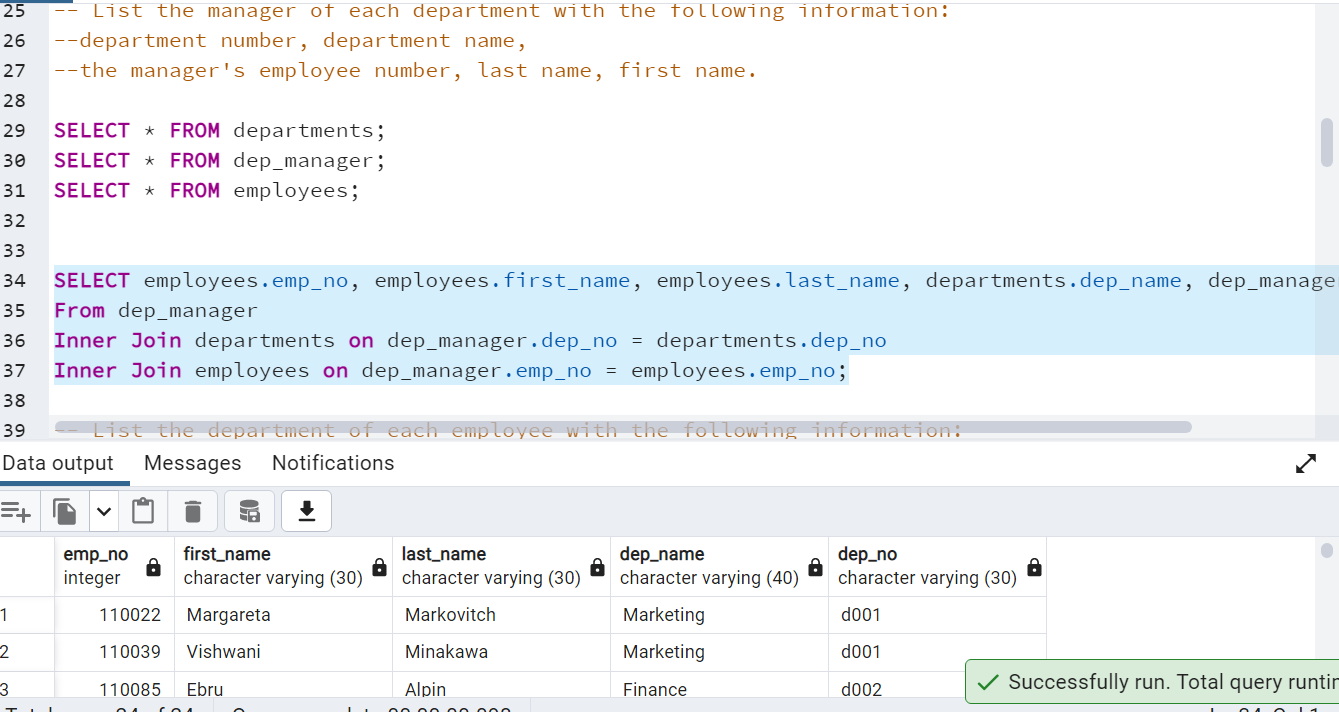 25 -- List the manager of each department with the following information:
26 --department number, department name,
27 --the manager's employee number, last name, first name.
28
29 SELECT * FROM departments;
30 SELECT * FROM dep_manager;
31 SELECT * FROM employees;
32
33
34 SELECT employees.emp_no, employees.first_name, employees.last_name, departments.dep_name, dep_manage
35 From dep_manager
36 Inner Join departments on dep_manager.dep_no = departments.dep_no
37 Inner Join employees on dep_manager.emp_no = employees.emp_no;
38
39 -- List the department of each employee with the following information:
Data output Messages Notifications
emp_no first_name last_name dep_name dep_no
integer character varying (30) character varying (30) character varying (40) character varying (30)
1 110022 Margareta Markovitch Marketing d001
2 110039 Vishwani Minakawa Marketing d001
3 110085 Ebru Alpin Finance d002
Successfully run. Total query runtin